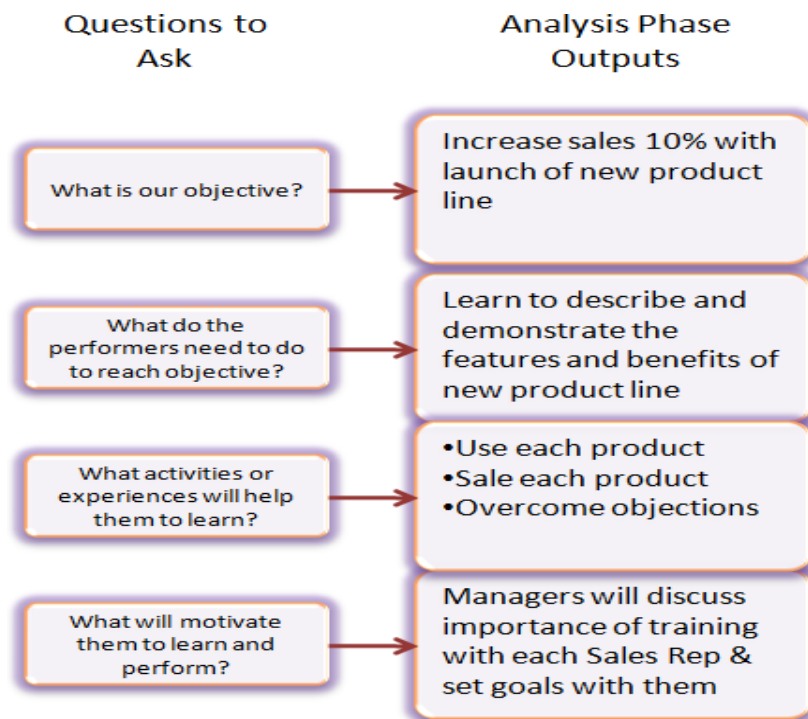 Questions to
Ask
Analysis Phase
Outputs
What is our objective?
Increase sales 10% with
launch of new product
line
What do the
performers need to do
to reach objective?
Learn to describe and
demonstrate the
features and benefits of
new product line
What activities or
experiences will help
them to learn?
•Use each product
•Sale each product
•Overcome objections
What will motivate
them to learn and
perform?
Managers will discuss
importance of training
with each Sales Rep &
set goals with them